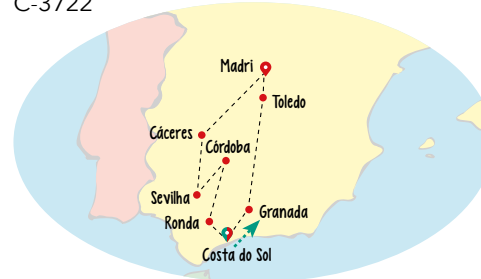 C-3722
Madri
Toledo
Cáceres
Córdoba
Sevilha
Ronda
Granada
Costa do Sol